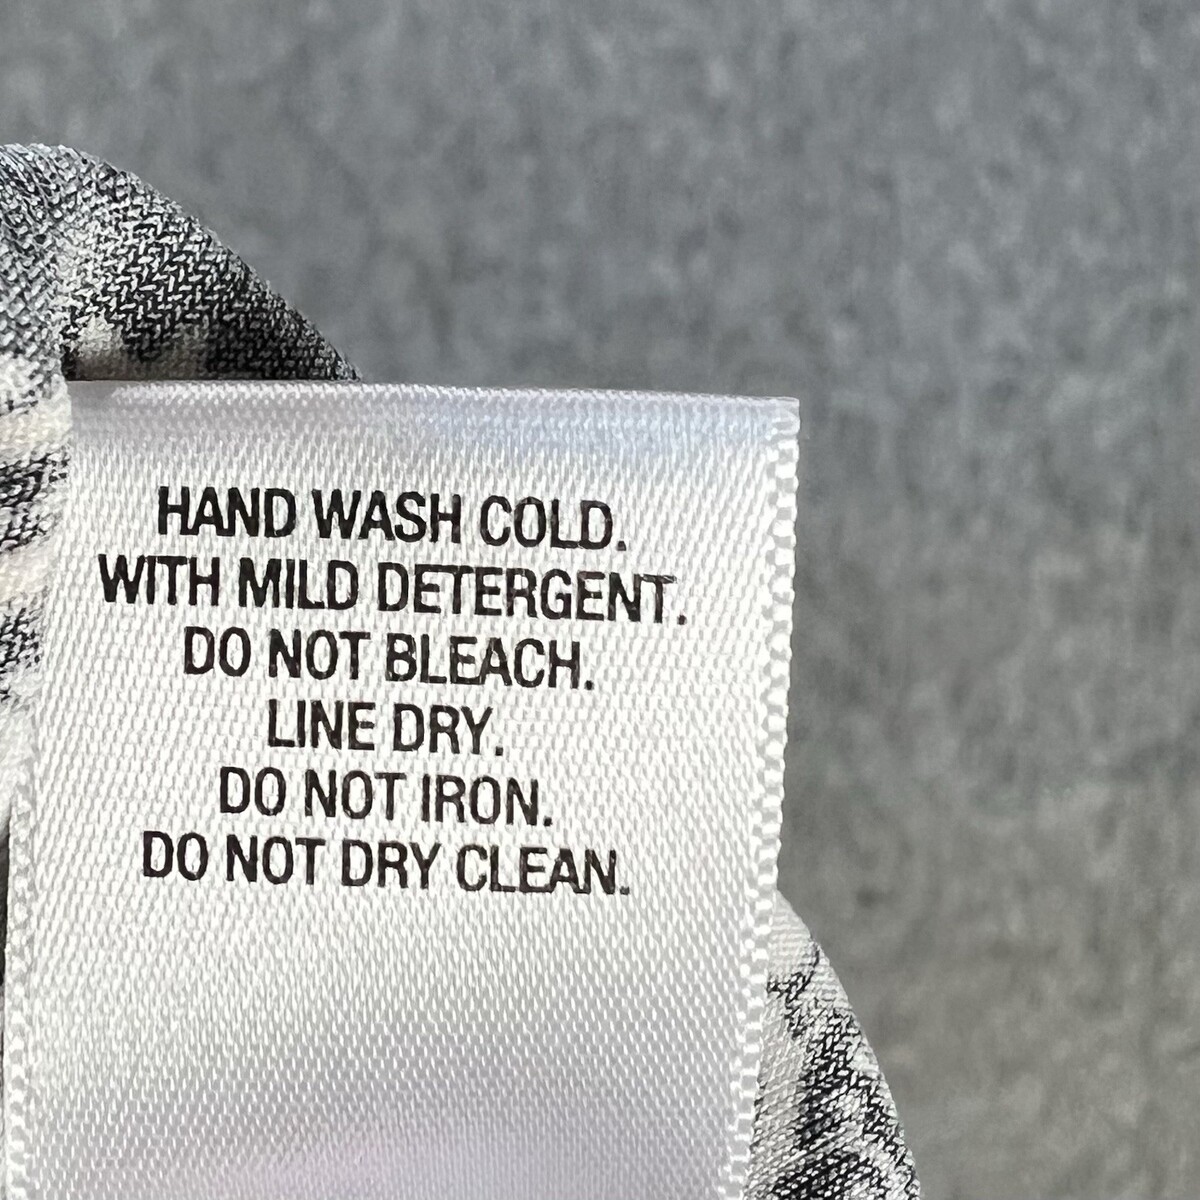 HAND WASH COLD.
WITH MILD DETERGENT.
DO NOT BLEACH.
LINE DRY.
DO NOT IRON.
DO NOT DRY CLEAN.